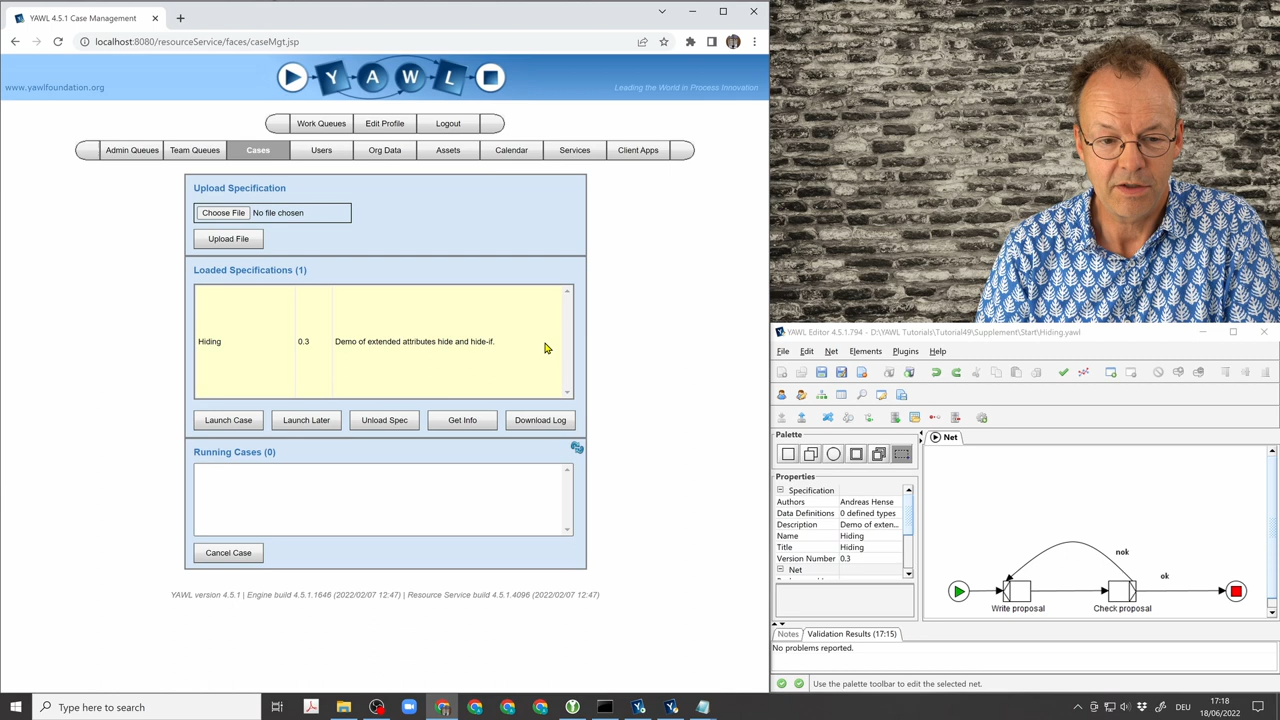 YAWL 4.5.1 Case Management
localhost:8080/resourceService/faces/caseMgt.jsp
www.yawlfoundation.org
YAWL
Leading the World in Process Innovation
Work Queues
Edit Profile
Logout
Admin Queues
Team Queues
Cases
Users
Org Data
Assets
Calendar
Services
Client Apps
Upload Specification
Choose File
No file chosen
Upload File
Loaded Specifications (1)
Hiding
0.3
Demo of extended attributes hide and hide-if.
Launch Case
Launch Later
Unload Spec
Get Info
Download Log
Running Cases (0)
Cancel Case
YAWL version 4.5.1 | Engine build 4.5.1.1646 (2022/02/07 12:47) | Resource Service build 4.5.1.4096 (2022/02/07 12:47)
YAWL Editor 4.5.1.794 - D:\YAWL Tutorials\Tutorial49\Supplement\Start\Hiding.yawl
File
Edit
Net
Elements
Plugins
Help
Palette
Net
Properties
Specification
Authors
Andreas Hense
Data Definitions
0 defined types
Description
Demo of exten...
Name
Hiding
Title
Hiding
Version Number
0.3
Net
nok
ok
Write proposal
Check proposal
Notes
Validation Results (17:15)
No problems reported.
Use the palette toolbar to edit the selected net.
Type here to search
DEU
17:18
18/06/2022